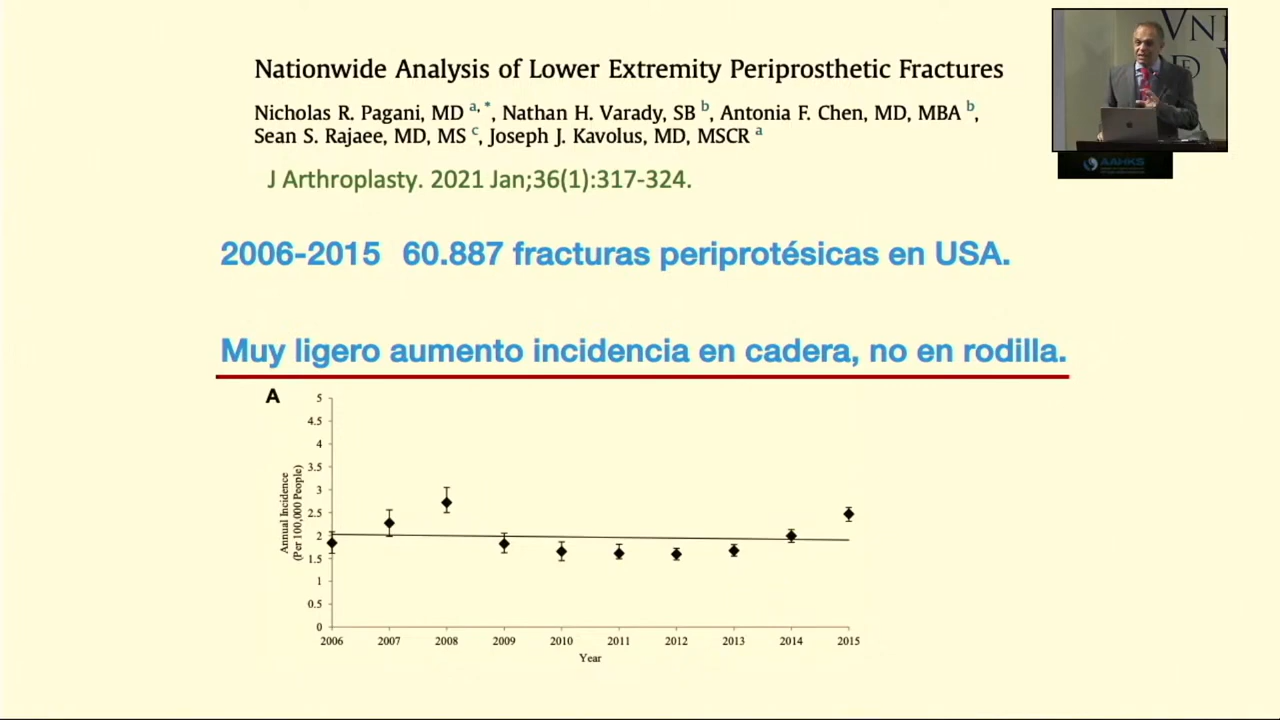 Nationwide Analysis of Lower Extremity Periprosthetic Fractures
Nicholas R. Pagani, MD a, *, Nathan H. Varady, SB b, Antonia F. Chen, MD, MBA b,
Sean S. Rajaee, MD, MS c, Joseph J. Kavolus, MD, MSCR a
J Arthroplasty. 2021 Jan;36(1):317-324.
VNI
D
AAHKS
2006-2015 60.887 fracturas periprotésicas en USA.
Muy ligero aumento incidencia en cadera, no en rodilla.
A
Annual Incidence
(Per 100,000 People)
5
4.5
4
3.5
3
2.5
2
1.5
1
0.5
0
2006 2007 2008 2009 2010 2011 2012 2013 2014 2015
Year